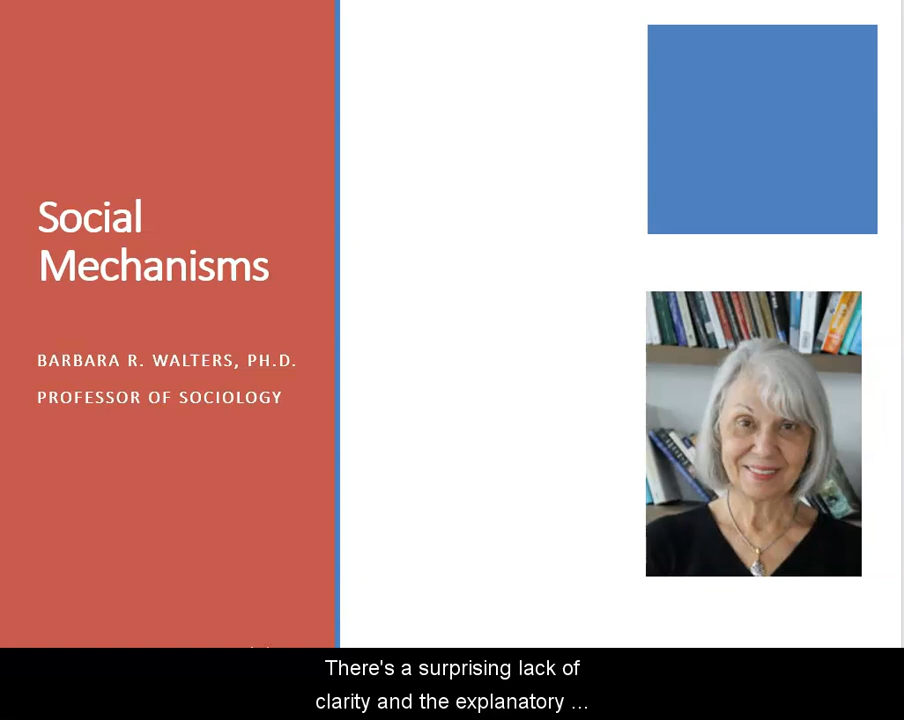 Social
Mechanisms
BARBARA R. WALTERS, PH.D.
PROFESSOR OF SOCIOLOGY
There's a surprising lack of
clarity and the explanatory ...